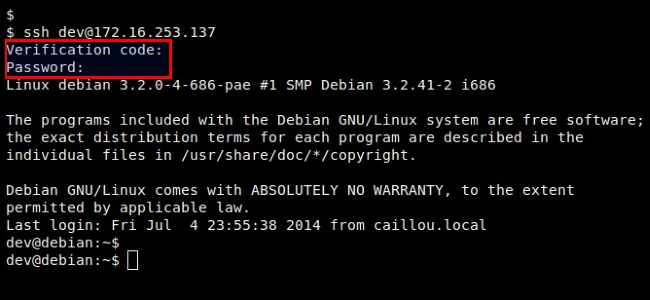 $
$ ssh dev@172.16.253.137
Verification code:
Password:
Linux debian 3.2.0-4-686-pae #1 SMP Debian 3.2.41-2 i686
The programs included with the Debian GNU/Linux system are free software;
the exact distribution terms for each program are described in the
individual files in /usr/share/doc/*/copyright.
Debian GNU/Linux comes with ABSOLUTELY NO WARRANTY, to the extent
permitted by applicable law.
Last login: Fri Jul  4 23:55:38 2014 from caillou.local
dev@debian:~$
dev@debian:~$